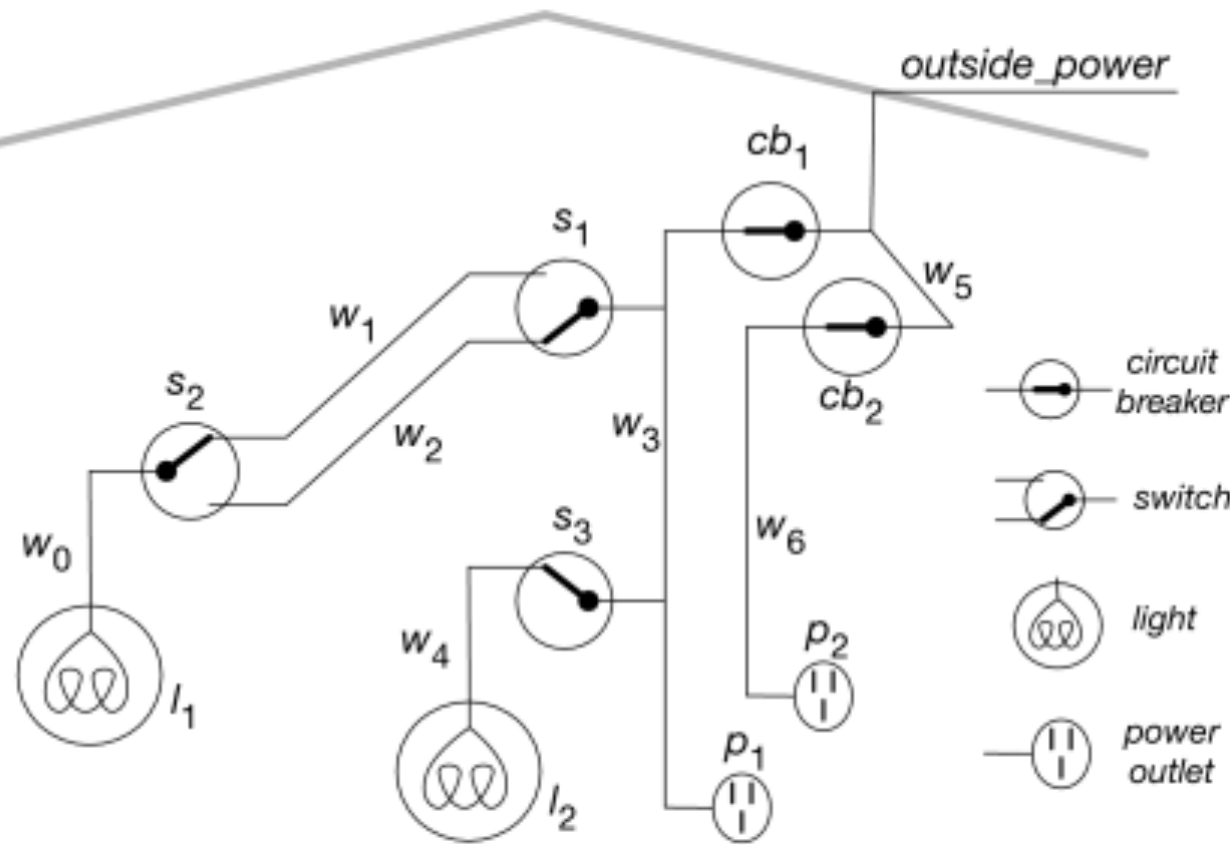 outside_power
cb1
s1
w5
w1
circuit
breaker
s2
cb2
w2
w3
switch
s3
w0
w6
w4
light
p2
l1
p1
power
outlet
l2